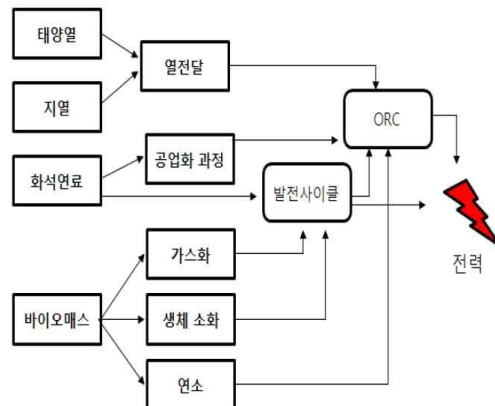 태양열
열전달
지열
ORC
화석연료
공업화 과정
발전사이클
전력
가스화
바이오매스
생체 소화
연소